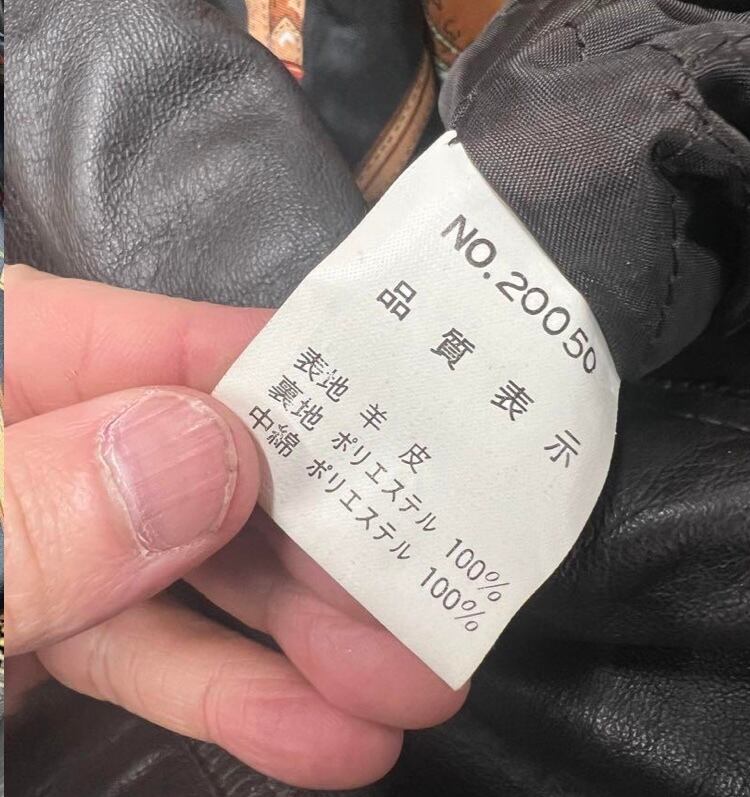 NO.20050
品質表示
表地 羊皮
裏地 ポリエステル 100%
中綿 ポリエステル 100%